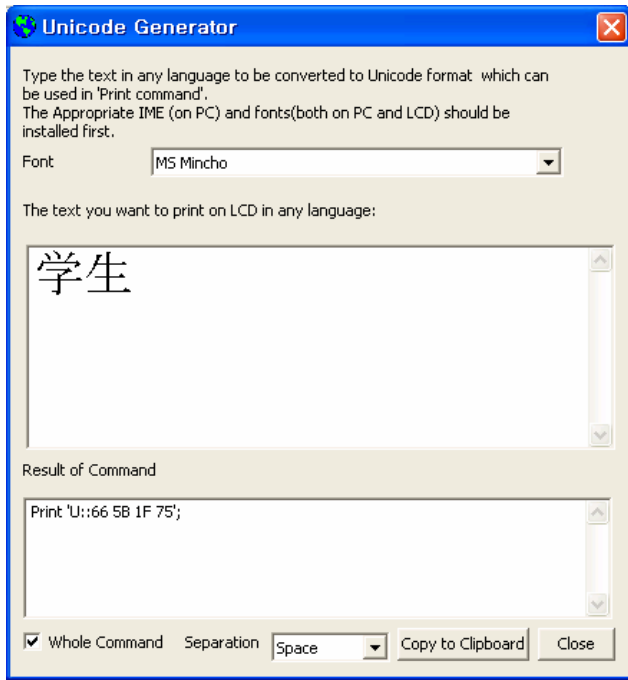 Unicode Generator
Type the text in any language to be converted to Unicode format which can
be used in 'Print command'.
The Appropriate IME (on PC) and fonts(both on PC and LCD) should be
installed first.
Font MS Mincho
The text you want to print on LCD in any language:
学生
Result of Command
Print 'U::66 5B 1F 75';
Whole Command Separation Space Copy to Clipboard Close